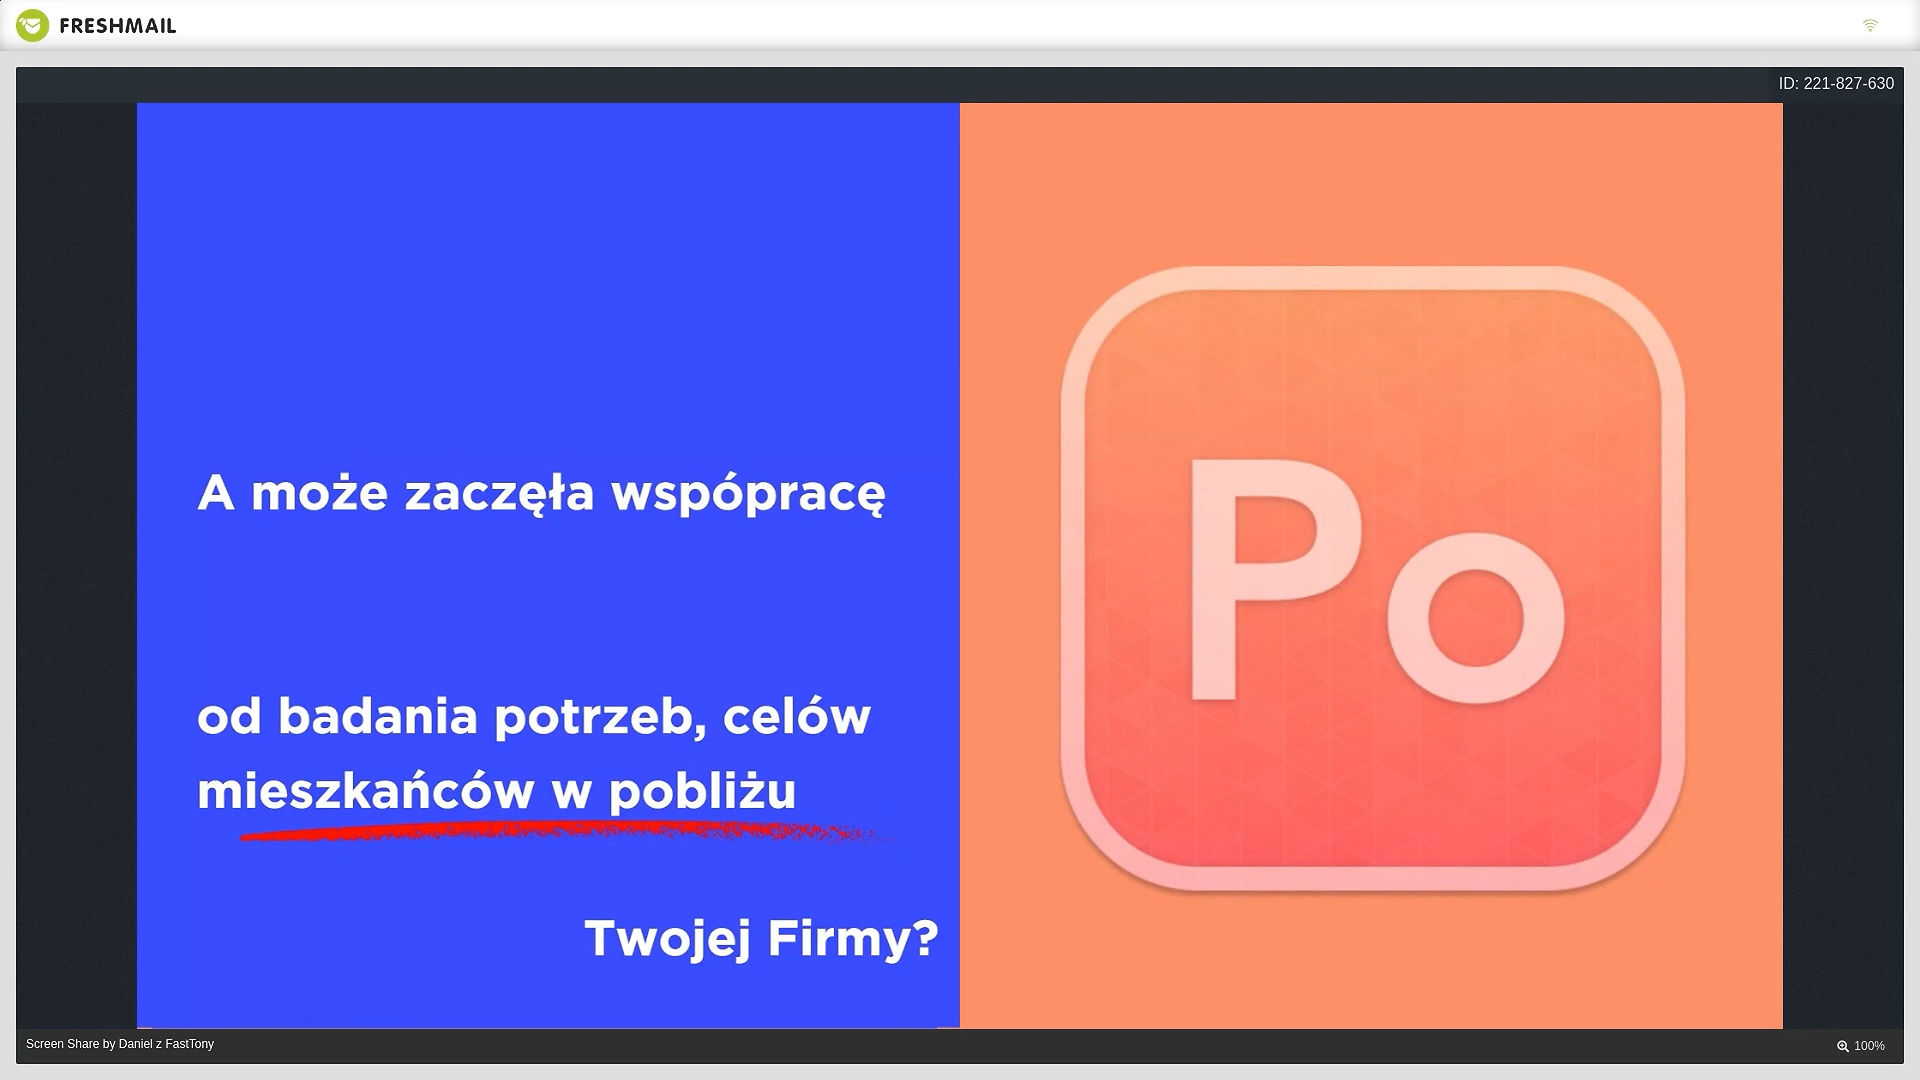 FRESHMAIL
ID: 221-827-630
A może zaczęła wspópracę
od badania potrzeb, celów
mieszkańców w pobliżu
Twojej Firmy?
Po
Screen Share by Daniel z FastTony
100%